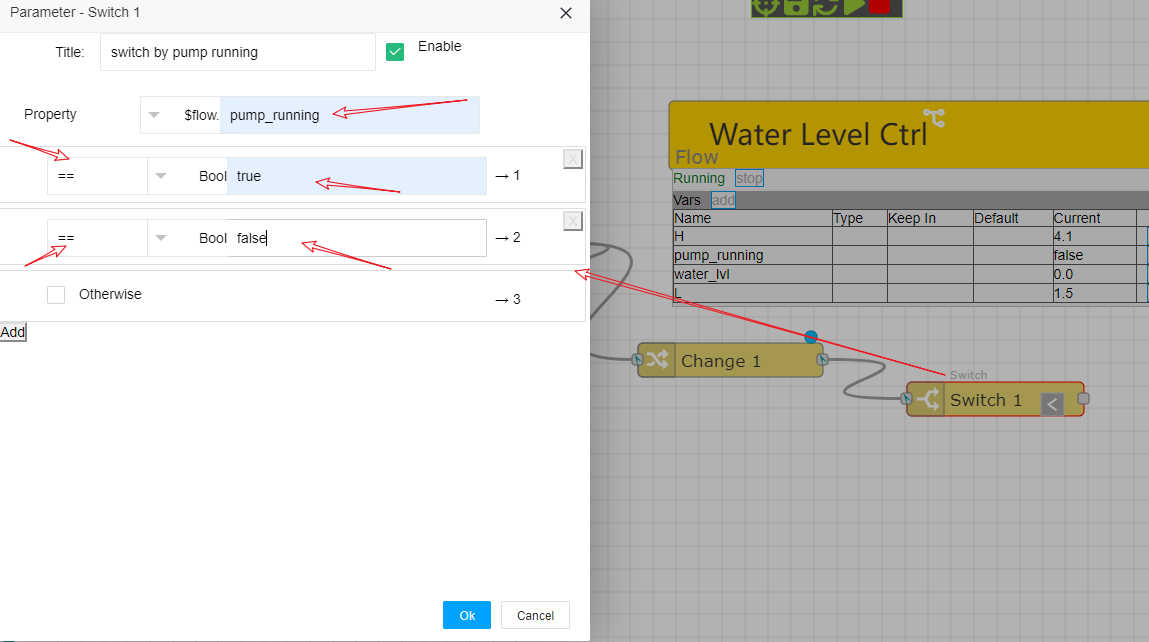 Parameter - Switch 1
Title: switch by pump running Enable
Property $flow. pump_running
== Bool true → 1 X
== Bool false → 2 X
Otherwise → 3
Add
Ok Cancel
Water Level Ctrl
Flow
Running stop
Vars add
Name Type Keep In Default Current
H 4.1
pump_running false
water_lvl 0.0
L 1.5
Change 1
Switch
Switch 1 <